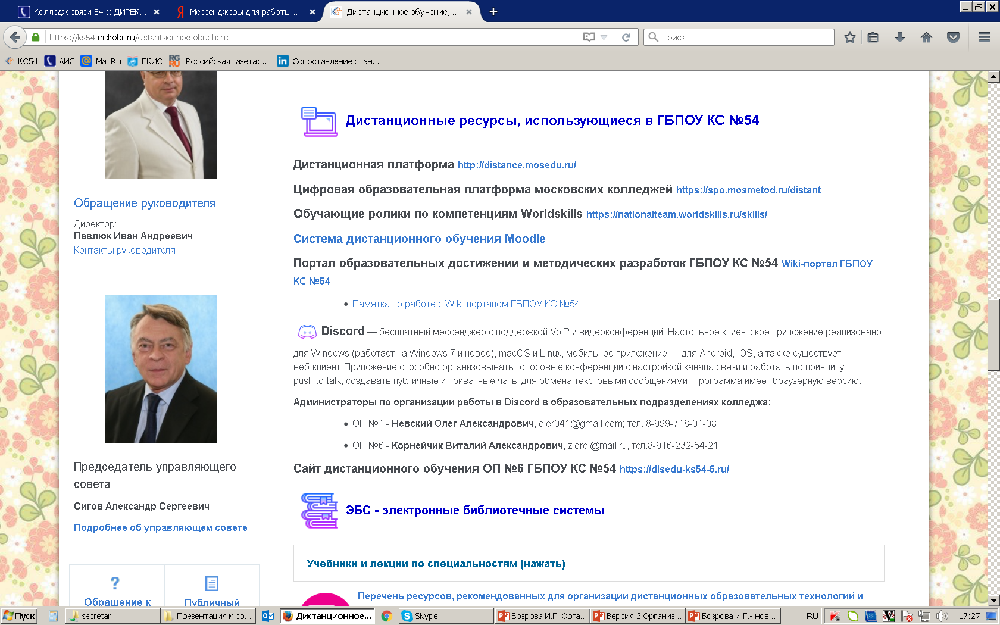 Колледж связи 54 :: ДИРЕК...
Мессенджеры для работы ...
Дистанционное обучение, ...
https://ks54.mskobr.ru/distantsionnoe-obuchenie
Поиск
КС54
АИС
Mail.Ru
ЕКИС
Российская газета: ...
Сопоставление стан...
Обращение руководителя
Директор:
Павлюк Иван Андреевич
Контакты руководителя
Председатель управляющего
совета
Сигов Александр Сергеевич
Подробнее об управляющем совете
Обращение к
Публичный
Дистанционные ресурсы, использующиеся в ГБПОУ КС №54
Дистанционная платформа http://distance.mosedu.ru/
Цифровая образовательная платформа московских колледжей https://spo.mosmetod.ru/distant
Обучающие ролики по компетенциям Worldskills https://nationalteam.worldskills.ru/skills/
Система дистанционного обучения Moodle
Портал образовательных достижений и методических разработок ГБПОУ КС №54 Wiki-портал ГБПОУ
КС №54
Памятка по работе с Wiki-порталом ГБПОУ КС №54
Discord — бесплатный мессенджер с поддержкой VoIP и видеоконференций. Настольное клиентское приложение реализовано
для Windows (работает на Windows 7 и новее), macOS и Linux, мобильное приложение — для Android, iOS, а также существует
веб-клиент. Приложение способно организовывать голосовые конференции с настройкой канала связи и работать по принципу
push-to-talk, создавать публичные и приватные чаты для обмена текстовыми сообщениями. Программа имеет браузерную версию.
Администраторы по организации работы в Discord в образовательных подразделениях колледжа:
ОП №1 - Невский Олег Александрович, oler041@gmail.com; тел. 8-999-718-01-08
ОП №6 - Корнейчик Виталий Александрович, zierol@mail.ru, тел.8-916-232-54-21
Сайт дистанционного обучения ОП №6 ГБПОУ КС №54 https://disedu-ks54-6.ru/
ЭБС - электронные библиотечные системы
Учебники и лекции по специальностям (нажать)
Перечень ресурсов, рекомендованных для организации дистанционных образовательных технологий и
Пуск
secretar
Презентация к со...
Дистанционное...
Skype
Бозрова И.Г. Орга...
Версия 2 Организ...
Бозрова И.Г.- нов...
RU
17:27